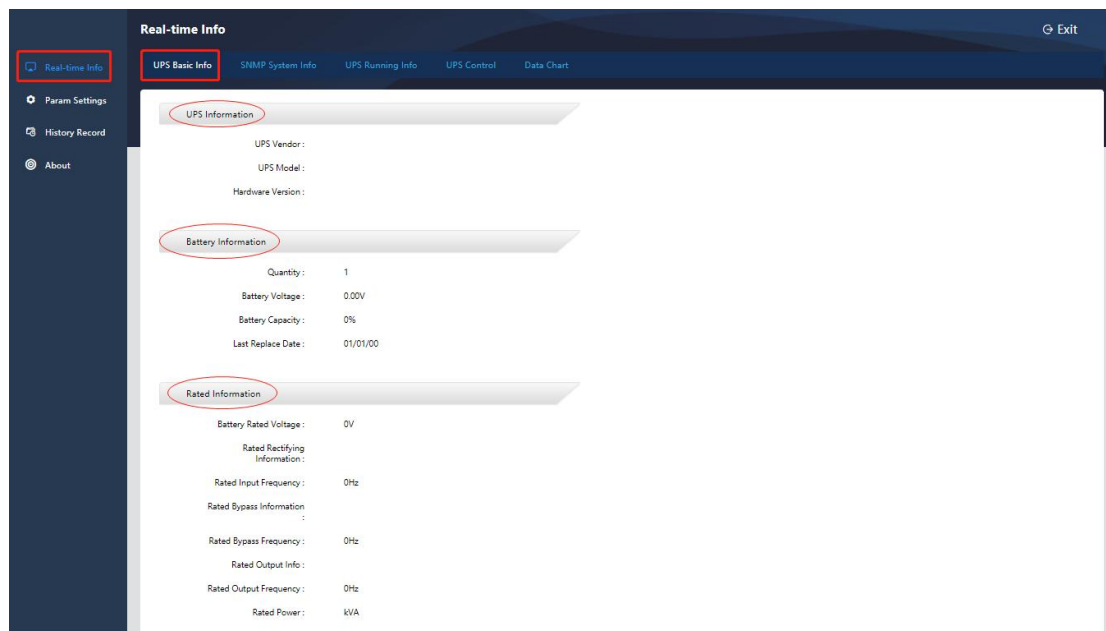 Real-time Info
Exit
Real-time Info
Param Settings
History Record
About
UPS Basic Info SNMP System Info UPS Running Info UPS Control Data Chart
UPS Information
UPS Vendor :
UPS Model :
Hardware Version :
Battery Information
Quantity : 1
Battery Voltage : 0.00V
Battery Capacity : 0%
Last Replace Date : 01/01/00
Rated Information
Battery Rated Voltage : 0V
Rated Rectifying
Information :
Rated Input Frequency : 0Hz
Rated Bypass Information
:
Rated Bypass Frequency : 0Hz
Rated Output Info :
Rated Output Frequency : 0Hz
Rated Power : kVA